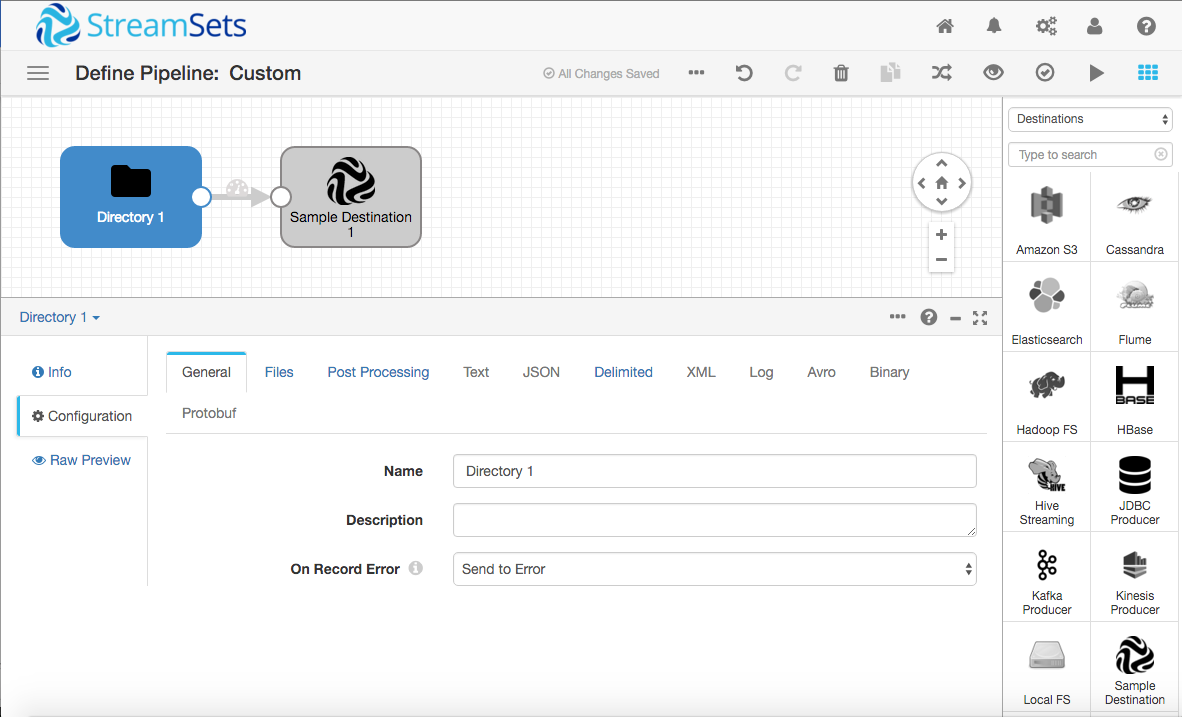 StreamSets
Define Pipeline: Custom
All Changes Saved
Directory 1
Sample Destination
1
Destinations
Type to search
Amazon S3
Cassandra
Elasticsearch
Flume
Hadoop FS
HBASE
HBase
HIVE
Hive
Streaming
JDBC
Producer
Kafka
Producer
Kinesis
Producer
Local FS
Sample
Destination
Directory 1
Info
Configuration
Raw Preview
General
Files
Post Processing
Text
JSON
Delimited
XML
Log
Avro
Binary
Protobuf
Name
Directory 1
Description
On Record Error
Send to Error